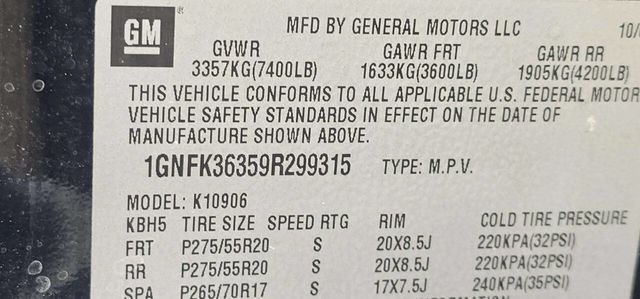 GM
MFD BY GENERAL MOTORS LLC 10/
GVWR GAWR FRT GAWR RR
3357KG(7400LB) 1633KG(3600LB) 1905KG(4200LB)
THIS VEHICLE CONFORMS TO ALL APPLICABLE U.S. FEDERAL MOTOR
VEHICLE SAFETY STANDARDS IN EFFECT ON THE DATE OF
MANUFACTURE SHOWN ABOVE.
1GNFK36359R299315 TYPE: M.P.V.
MODEL: K10906
KBH5 TIRE SIZE SPEED RTG RIM COLD TIRE PRESSURE
FRT P275/55R20 S 20X8.5J 220KPA(32PSI)
RR P275/55R20 S 20X8.5J 220KPA(32PSI)
SPA P265/70R17 S 17X7.5J 240KPA(35PSI)